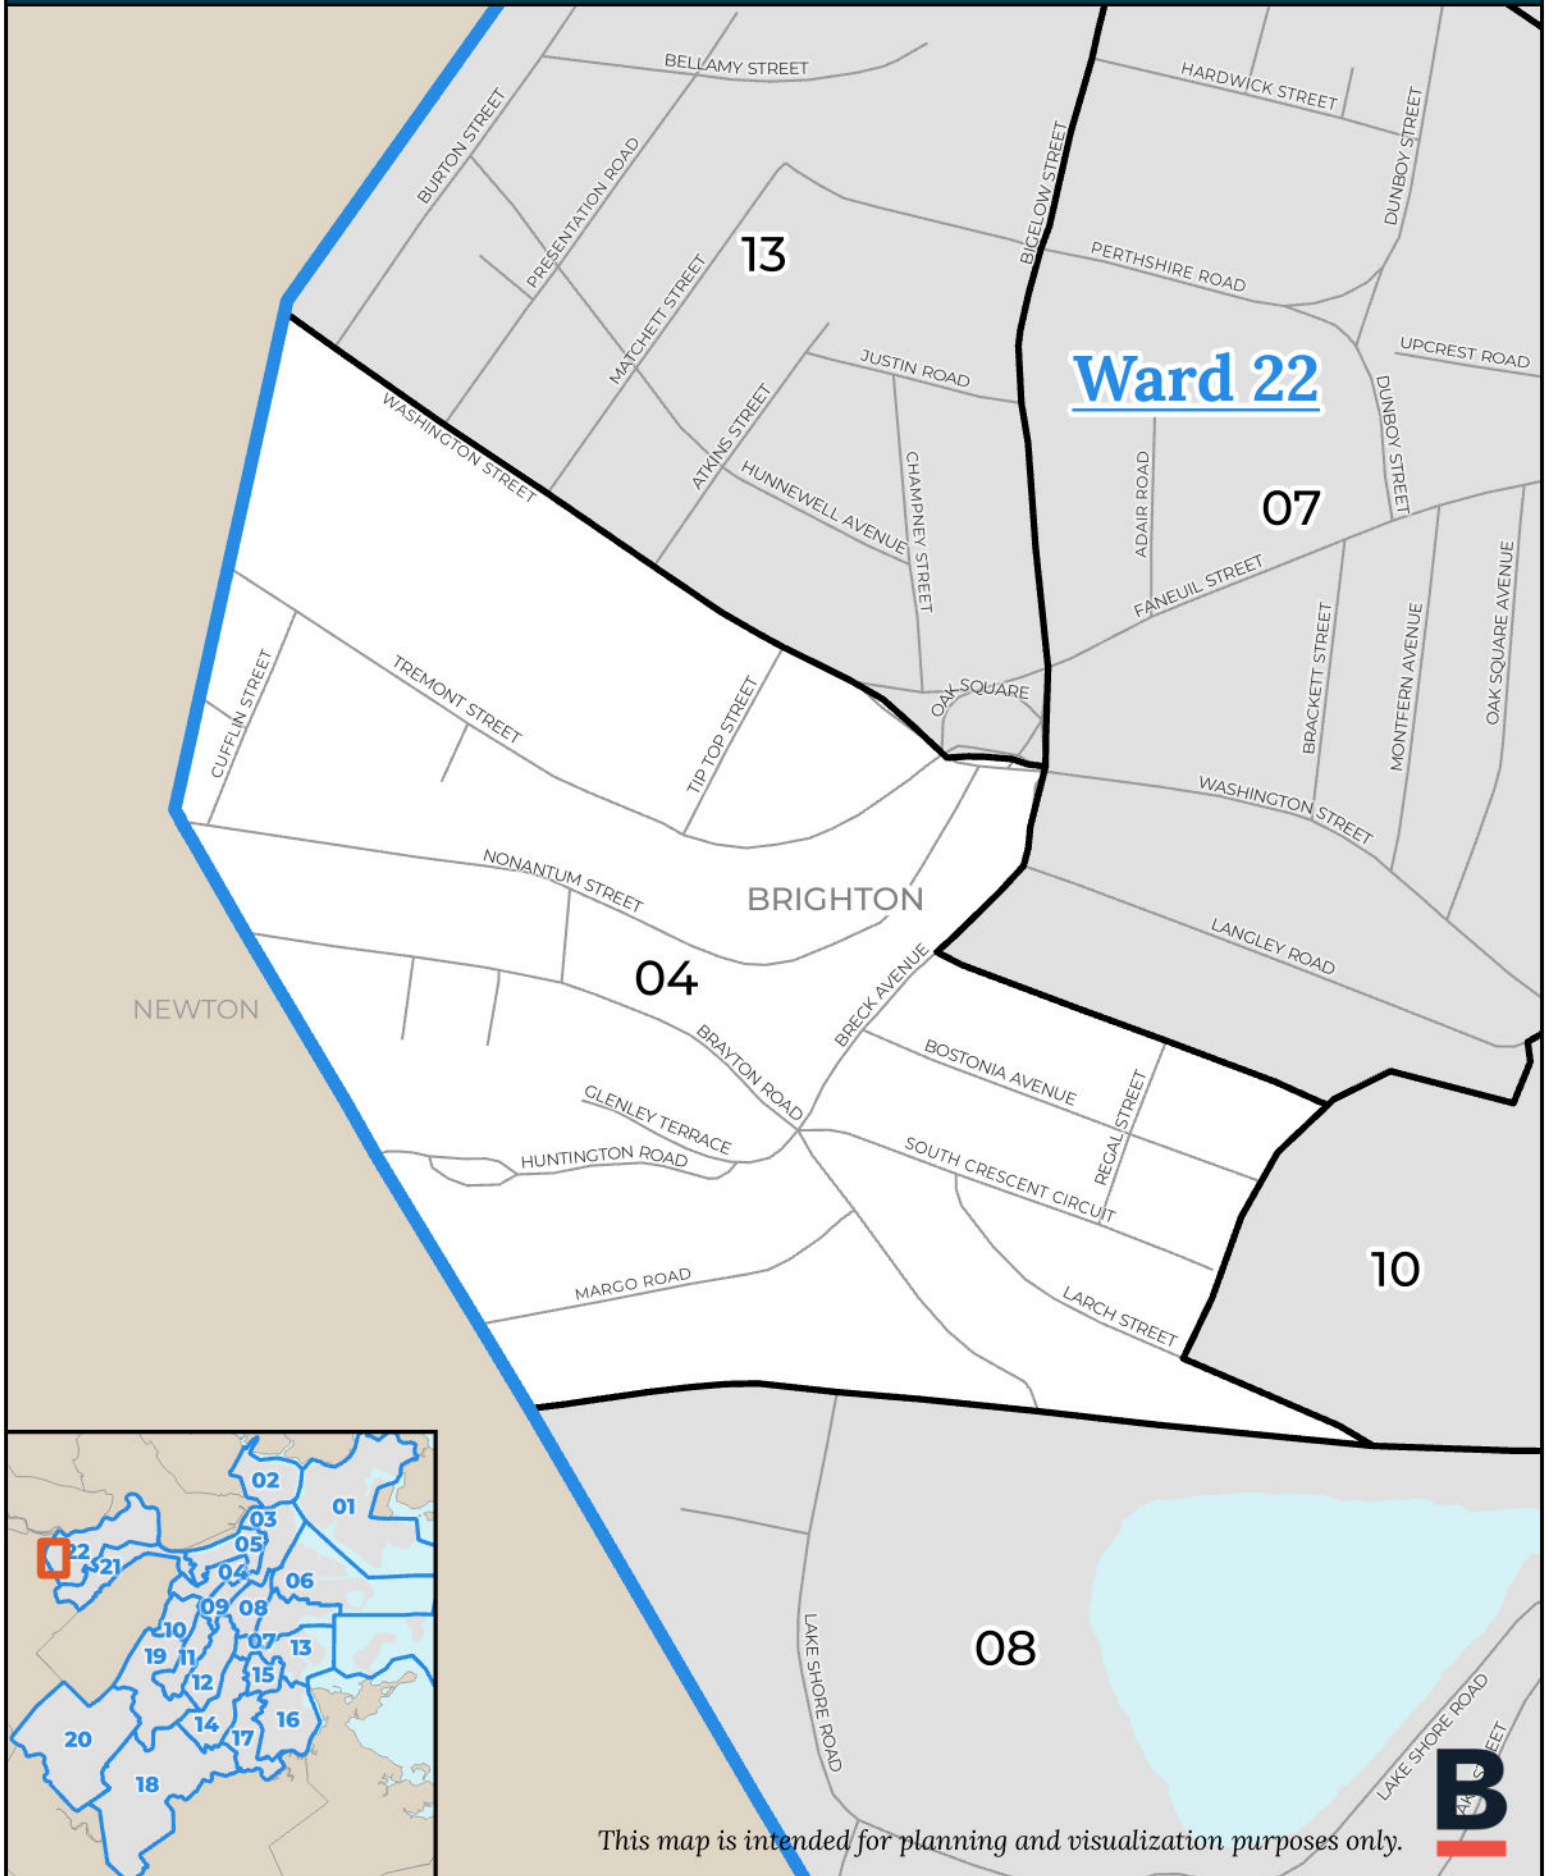 BELLAMY STREET
HARDWICK STREET
BURTON STREET
DUNBOY STREET
PRESENTATION ROAD
BIGELOW STREET
13
PERTHSHIRE ROAD
MATCHETT STREET
Ward 22
UPCREST ROAD
JUSTIN ROAD
DUNBOY STREET
WASHINGTON STREET
ATKINS STREET
HUNNEWELL AVENUE
CHAMPNEY STREET
ADAIR ROAD
07
FANEUIL STREET
BRACKETT STREET
MONTFERN AVENUE
OAK SQUARE AVENUE
CUFFLIN STREET
TREMONT STREET
TIP TOP STREET
OAK SQUARE
WASHINGTON STREET
NONANTUM STREET
BRIGHTON
LANGLEY ROAD
04
NEWTON
BRECK AVENUE
BRAYTON ROAD
BOSTONIA AVENUE
REGAL STREET
GLENLEY TERRACE
HUNTINGTON ROAD
SOUTH CRESCENT CIRCUIT
10
MARGO ROAD
LARCH STREET
08
LAKE SHORE ROAD
LAKE SHORE ROAD
02
01
03
05
22
21
04
06
09
08
10
07
13
19
11
12
15
14
16
17
20
18
B
This map is intended for planning and visualization purposes only.